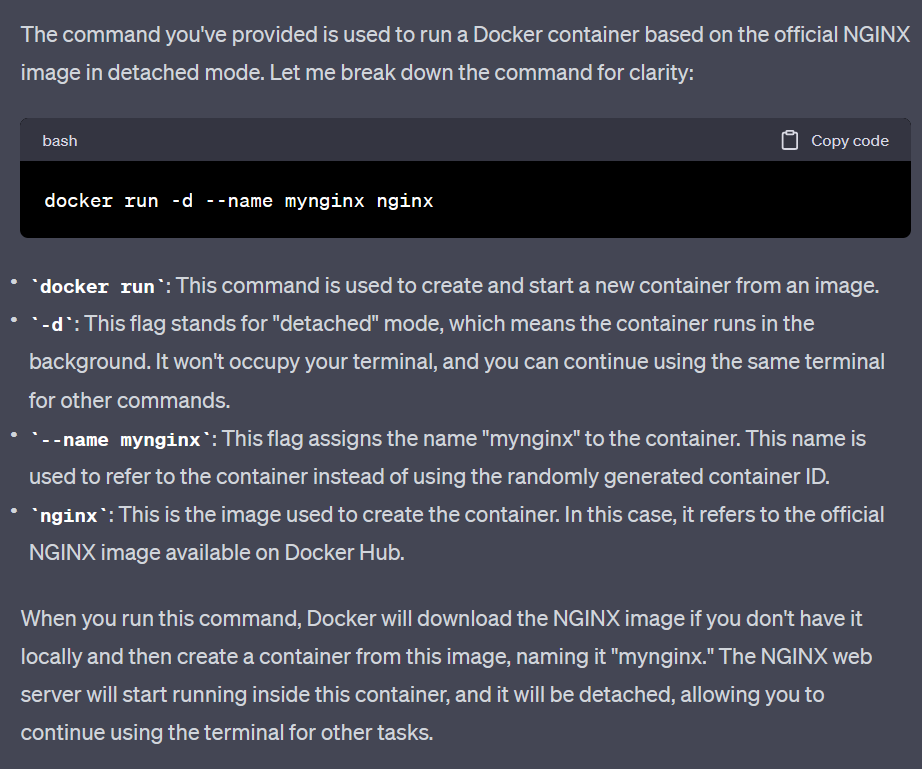 The command you've provided is used to run a Docker container based on the official NGINX
image in detached mode. Let me break down the command for clarity:
bash
Copy code
docker run -d --name mynginx nginx
• `docker run`: This command is used to create and start a new container from an image.
• `-d`: This flag stands for "detached" mode, which means the container runs in the
background. It won't occupy your terminal, and you can continue using the same terminal
for other commands.
• `--name mynginx`: This flag assigns the name "mynginx" to the container. This name is
used to refer to the container instead of using the randomly generated container ID.
• `nginx`: This is the image used to create the container. In this case, it refers to the official
NGINX image available on Docker Hub.
When you run this command, Docker will download the NGINX image if you don't have it
locally and then create a container from this image, naming it "mynginx." The NGINX web
server will start running inside this container, and it will be detached, allowing you to
continue using the terminal for other tasks.